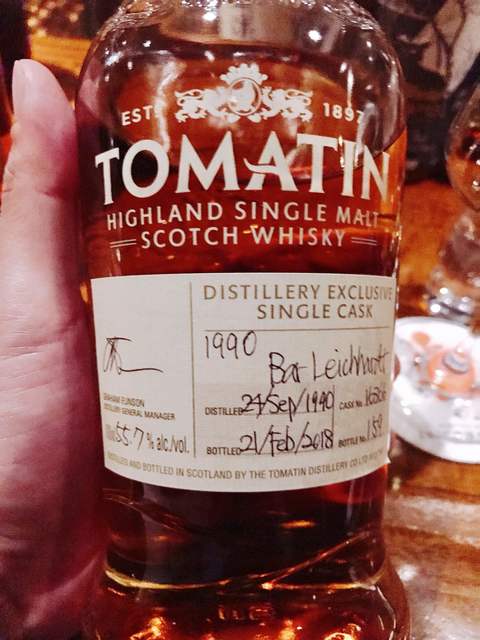 EST. 1897
TOMATIN
HIGHLAND SINGLE MALT
SCOTCH WHISKY
DISTILLERY EXCLUSIVE
SINGLE CASK
1990
Bar Leichhardt
GRAHAM EUNSON
DISTILLERY GENERAL MANAGER
DISTILLED 24/Sep/1990 CASK No.
55.7 % alc./vol.
BOTTLED 21/Feb/2018 BOTTLE No.
DISTILLED AND BOTTLED IN SCOTLAND BY THE TOMATIN DISTILLERY CO LTD